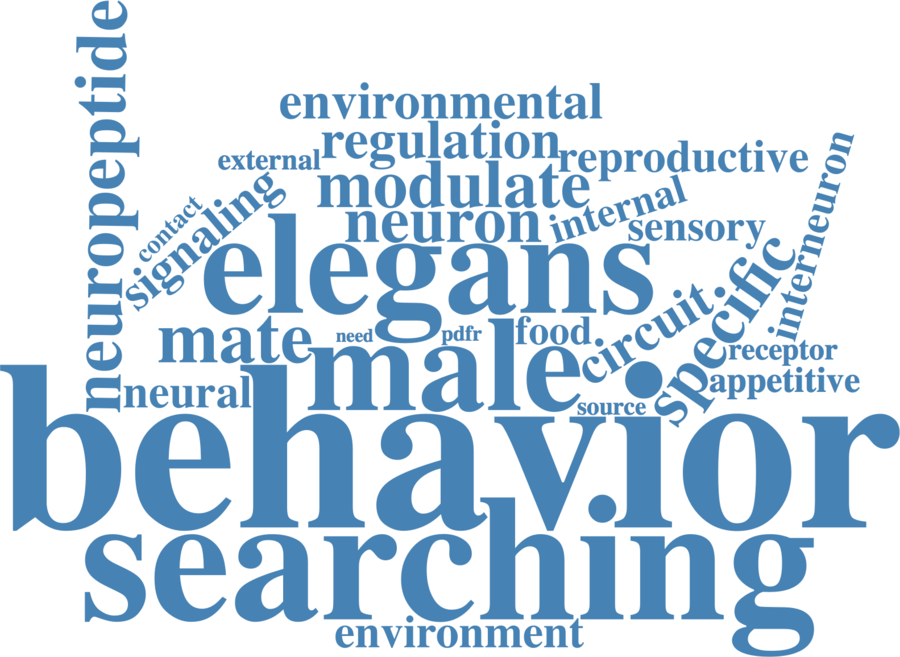 neuropeptide
environmental
regulation
external
reproductive
modulate
contact
signaling
neuron
internal
sensory
interneuron
elegans
specific
circuit
mate
need
pdfr
food
male
receptor
neural
appetitive
source
behavior
searching
environment